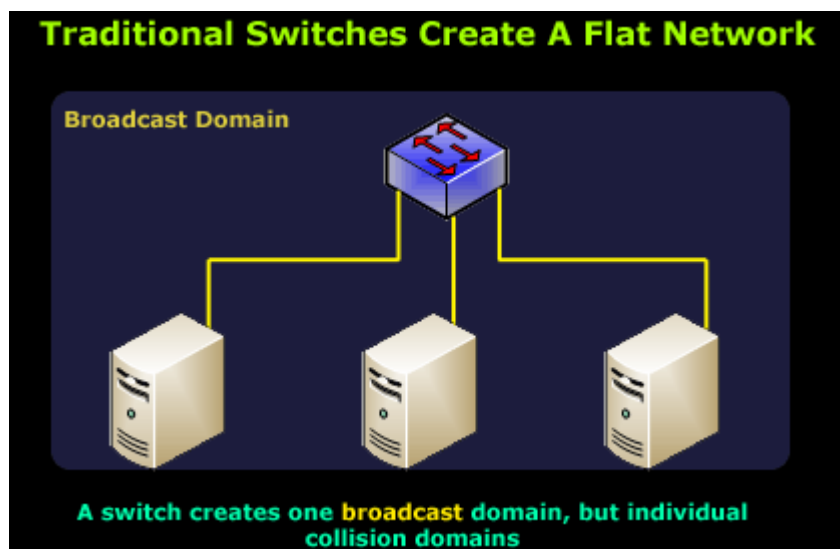 Traditional Switches Create A Flat Network
Broadcast Domain
A switch creates one broadcast domain, but individual
collision domains